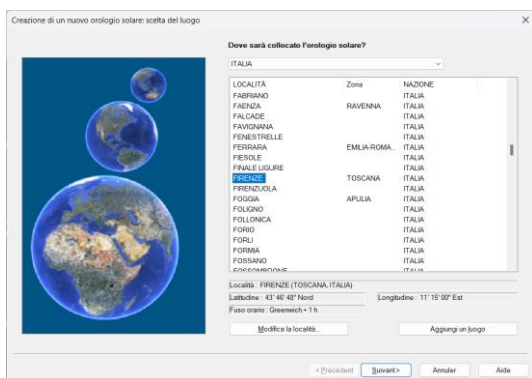 Creazione di un nuovo orologio solare: scelta del luogo
Dove sarà collocato l'orologio solare?
ITALIA
LOCALITÀ Zona NAZIONE
FABRIANO ITALIA
FAENZA RAVENNA ITALIA
FALCADE ITALIA
FAVIGNANA ITALIA
FENESTRELLE ITALIA
FERRARA EMILIA-ROMA... ITALIA
FIESOLE ITALIA
FINALE LIGURE ITALIA
FIRENZE TOSCANA ITALIA
FIRENZUOLA ITALIA
FOGGIA APULIA ITALIA
FOLIGNO ITALIA
FOLLONICA ITALIA
FORIO ITALIA
FORLI ITALIA
FORMIA ITALIA
FOSSANO ITALIA
FOSSOMBRONE ITALIA
Località : FIRENZE (TOSCANA, ITALIA)
Latitudine : 43° 46' 48" Nord Longitudine : 11° 15' 00" Est
Fuso orario : Greenwich + 1 h
Modifica la località... Aggiungi un luogo
< Précédent Suivant > Annuler Aide